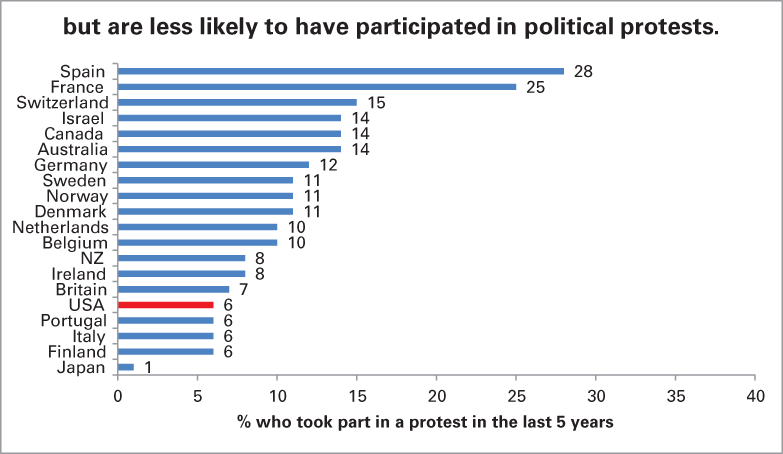 but are less likely to have participated in political protests.
Spain 28
France 25
Switzerland 15
Israel 14
Canada 14
Australia 14
Germany 12
Sweden 11
Norway 11
Denmark 11
Netherlands 10
Belgium 10
NZ 8
Ireland 8
Britain 7
USA 6
Portugal 6
Italy 6
Finland 6
Japan 1
0 5 10 15 20 25 30 35 40
% who took part in a protest in the last 5 years